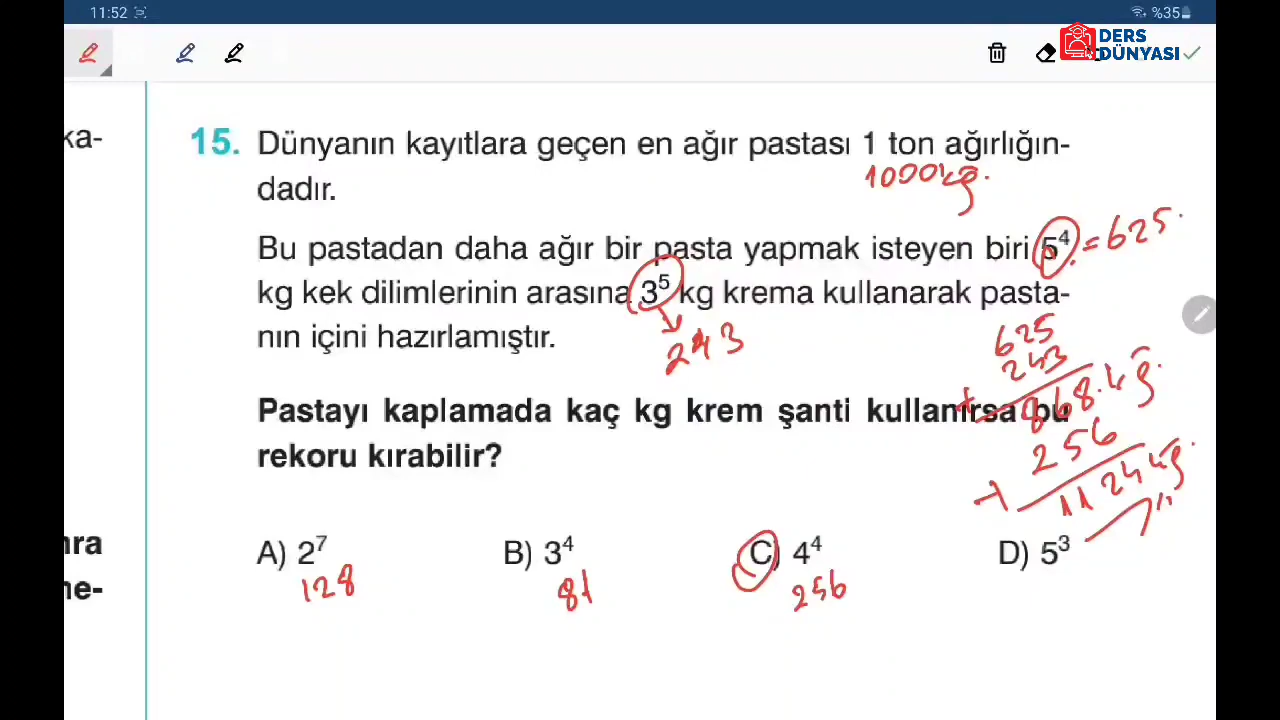 11:52
%35
DERS
DÜNYASI
ka-
15. Dünyanın kayıtlara geçen en ağır pastası 1 ton ağırlığın-
1000kg.
dadır.
Bu pastadan daha ağır bir pasta yapmak isteyen biri 5⁴ = 625.
kg kek dilimlerinin arasına 3⁵ kg krema kullanarak pasta-
nın içini hazırlamıştır.
243
625
243
+
868 kg.
256
+
1124 kg.
Pastayı kaplamada kaç kg krem şanti kullanırsa bu
rekoru kırabilir?
nra
ne-
A) 2⁷ B) 3⁴ C) 4⁴ D) 5³
128 81 256